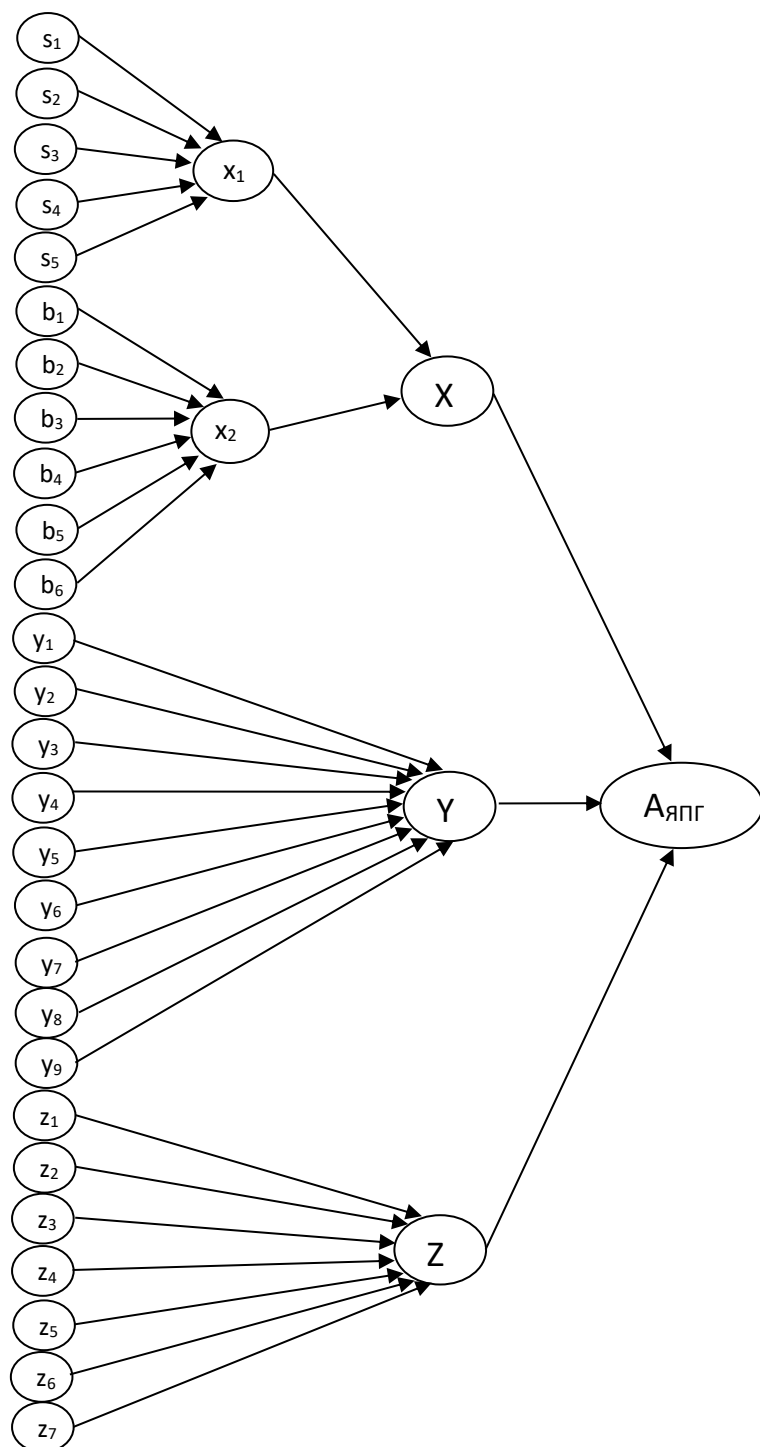 s₁
s₂
s₃
s₄
s₅
x₁
b₁
b₂
b₃
b₄
b₅
b₆
x₂
X
y₁
y₂
y₃
y₄
y₅
y₆
y₇
y₈
y₉
Y
AЯПГ
z₁
z₂
z₃
z₄
z₅
z₆
z₇
Z